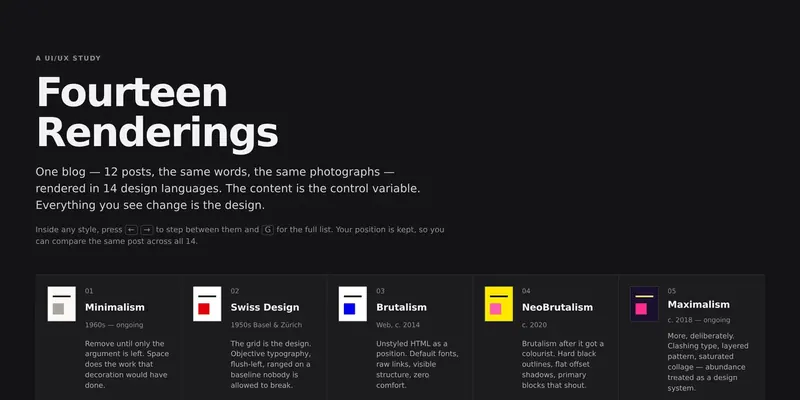 A UI/UX STUDY
Fourteen
Renderings
One blog — 12 posts, the same words, the same photographs —
rendered in 14 design languages. The content is the control variable.
Everything you see change is the design.
Inside any style, press ← → to step between them and G for the full list. Your position is kept, so you
can compare the same post across all 14.
01
Minimalism
1960s — ongoing
Remove until only the
argument is left. Space
does the work that
decoration would have
done.
02
Swiss Design
1950s Basel & Zürich
The grid is the design.
Objective typography,
flush-left, ranged on a
baseline nobody is
allowed to break.
03
Brutalism
Web, c. 2014
Unstyled HTML as a
position. Default fonts,
raw links, visible
structure, zero
comfort.
04
NeoBrutalism
c. 2020
Brutalism after it got a
colourist. Hard black
outlines, flat offset
shadows, primary
blocks that shout.
05
Maximalism
c. 2018 — ongoing
More, deliberately.
Clashing type, layered
pattern, saturated
collage — abundance
treated as a design
system.